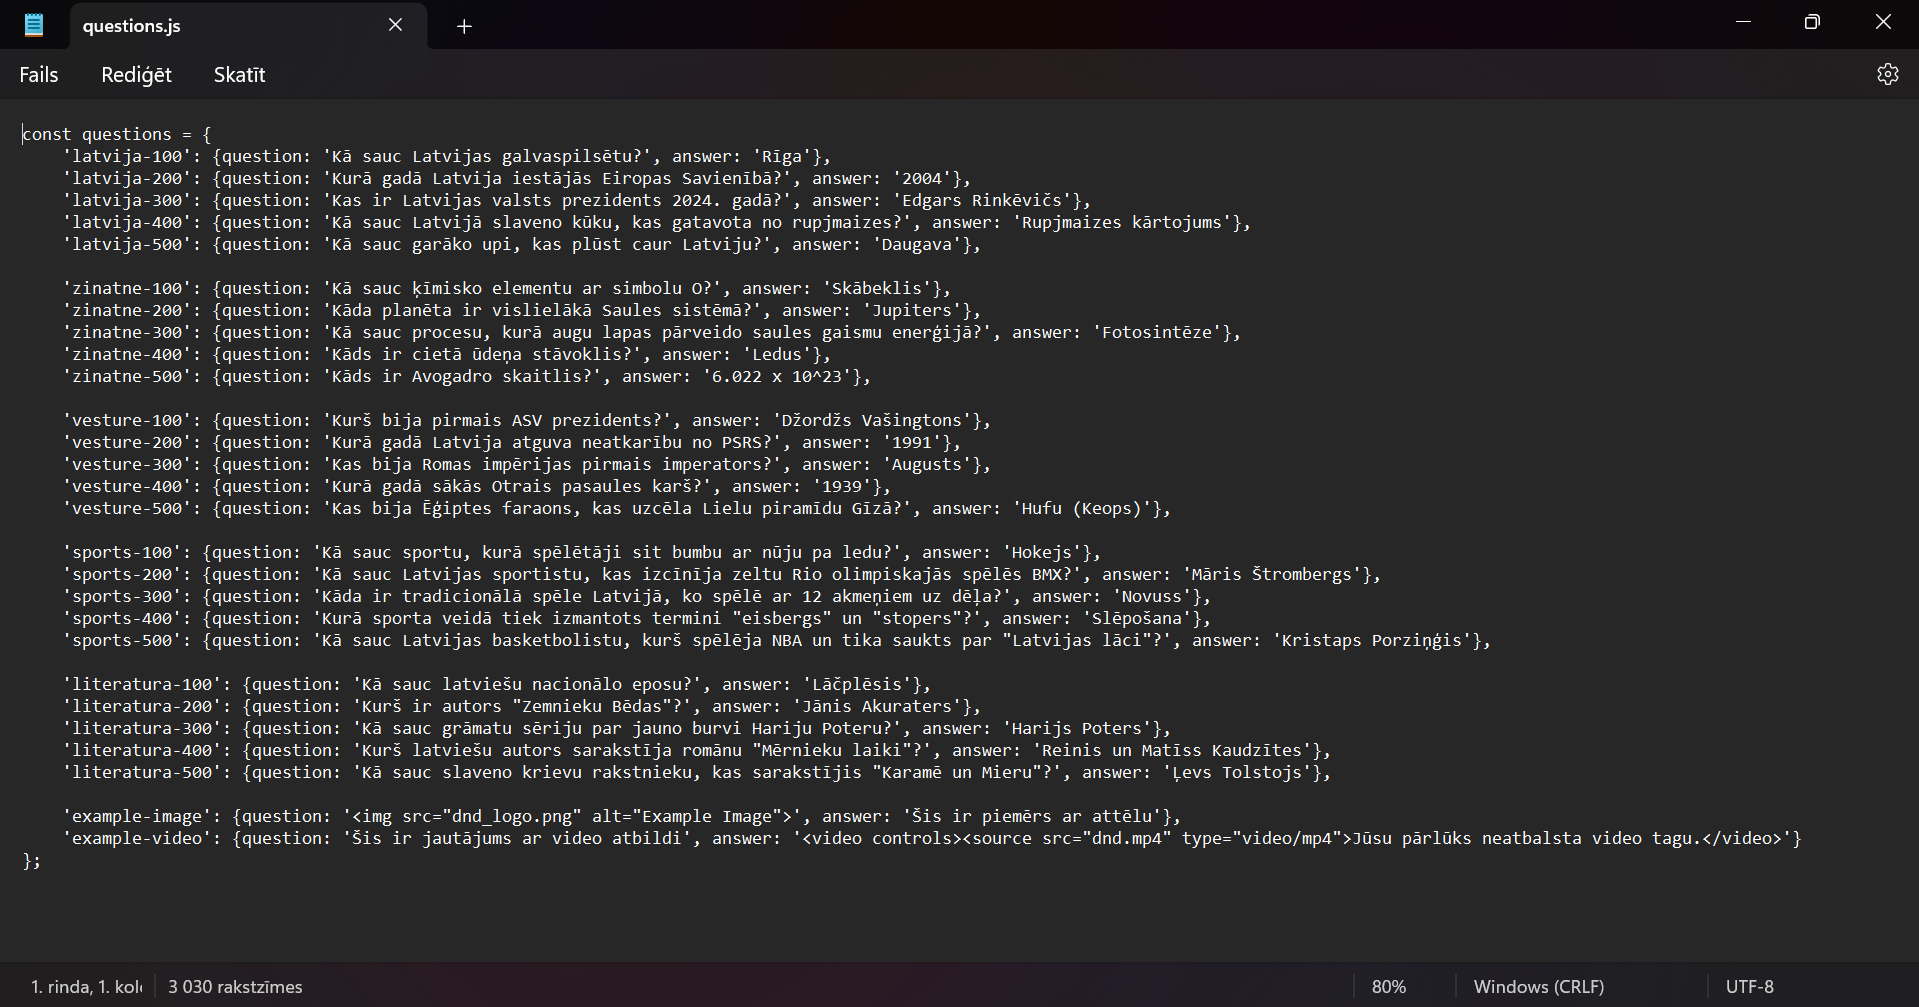 questions.js
Fails Rediģēt Skatīt
const questions = {
'latvija-100': {question: 'Kā sauc Latvijas galvaspilsētu?', answer: 'Rīga'},
'latvija-200': {question: 'Kurā gadā Latvija iestājās Eiropas Savienībā?', answer: '2004'},
'latvija-300': {question: 'Kas ir Latvijas valsts prezidents 2024. gadā?', answer: 'Edgars Rinkēvičs'},
'latvija-400': {question: 'Kā sauc Latvijā slaveno kūku, kas gatavota no rupjmaizes?', answer: 'Rupjmaizes kārtojums'},
'latvija-500': {question: 'Kā sauc garāko upi, kas plūst caur Latviju?', answer: 'Daugava'},
'zinatne-100': {question: 'Kā sauc ķīmisko elementu ar simbolu O?', answer: 'Skābeklis'},
'zinatne-200': {question: 'Kāda planēta ir vislielākā Saules sistēmā?', answer: 'Jupiters'},
'zinatne-300': {question: 'Kā sauc procesu, kurā augu lapas pārveido saules gaismu enerģijā?', answer: 'Fotosintēze'},
'zinatne-400': {question: 'Kāds ir cietā ūdeņa stāvoklis?', answer: 'Ledus'},
'zinatne-500': {question: 'Kāds ir Avogadro skaitlis?', answer: '6.022 x 10^23'},
'vesture-100': {question: 'Kurš bija pirmais ASV prezidents?', answer: 'Džordžs Vašingtons'},
'vesture-200': {question: 'Kurā gadā Latvija atguva neatkarību no PSRS?', answer: '1991'},
'vesture-300': {question: 'Kas bija Romas impērijas pirmais imperators?', answer: 'Augusts'},
'vesture-400': {question: 'Kurā gadā sākās Otrais pasaules karš?', answer: '1939'},
'vesture-500': {question: 'Kas bija Ēģiptes faraons, kas uzcēla Lielu piramīdu Gīzā?', answer: 'Hufu (Keops)'},
'sports-100': {question: 'Kā sauc sportu, kurā spēlētāji sit bumbu ar nūju pa ledu?', answer: 'Hokejs'},
'sports-200': {question: 'Kā sauc Latvijas sportistu, kas izcīnīja zeltu Rio olimpiskajās spēlēs BMX?', answer: 'Māris Štrombergs'},
'sports-300': {question: 'Kāda ir tradicionālā spēle Latvijā, ko spēlē ar 12 akmeņiem uz dēļa?', answer: 'Novuss'},
'sports-400': {question: 'Kurā sporta veidā tiek izmantots termini "eisbergs" un "stopers"?', answer: 'Slēpošana'},
'sports-500': {question: 'Kā sauc Latvijas basketbolistu, kurš spēlēja NBA un tika saukts par "Latvijas lāci"?', answer: 'Kristaps Porziņģis'},
'literatura-100': {question: 'Kā sauc latviešu nacionālo eposu?', answer: 'Lāčplēsis'},
'literatura-200': {question: 'Kurš ir autors "Zemnieku Bēdas"?', answer: 'Jānis Akuraters'},
'literatura-300': {question: 'Kā sauc grāmatu sēriju par jauno burvi Hariju Poteru?', answer: 'Harijs Poters'},
'literatura-400': {question: 'Kurš latviešu autors sarakstīja romānu "Mērnieku laiki"?', answer: 'Reinis un Matīss Kaudzītes'},
'literatura-500': {question: 'Kā sauc slaveno krievu rakstnieku, kas sarakstījis "Karamē un Mieru"?', answer: 'Ļevs Tolstojs'},
'example-image': {question: '<img src="dnd_logo.png" alt="Example Image">', answer: 'Šis ir piemērs ar attēlu'},
'example-video': {question: 'Šis ir jautājums ar video atbildi', answer: '<video controls><source src="dnd.mp4" type="video/mp4">Jūsu pārlūks neatbalsta video tagu.</video>'}
};
1. rinda, 1. kol 3 030 rakstzīmes 80% Windows (CRLF) UTF-8